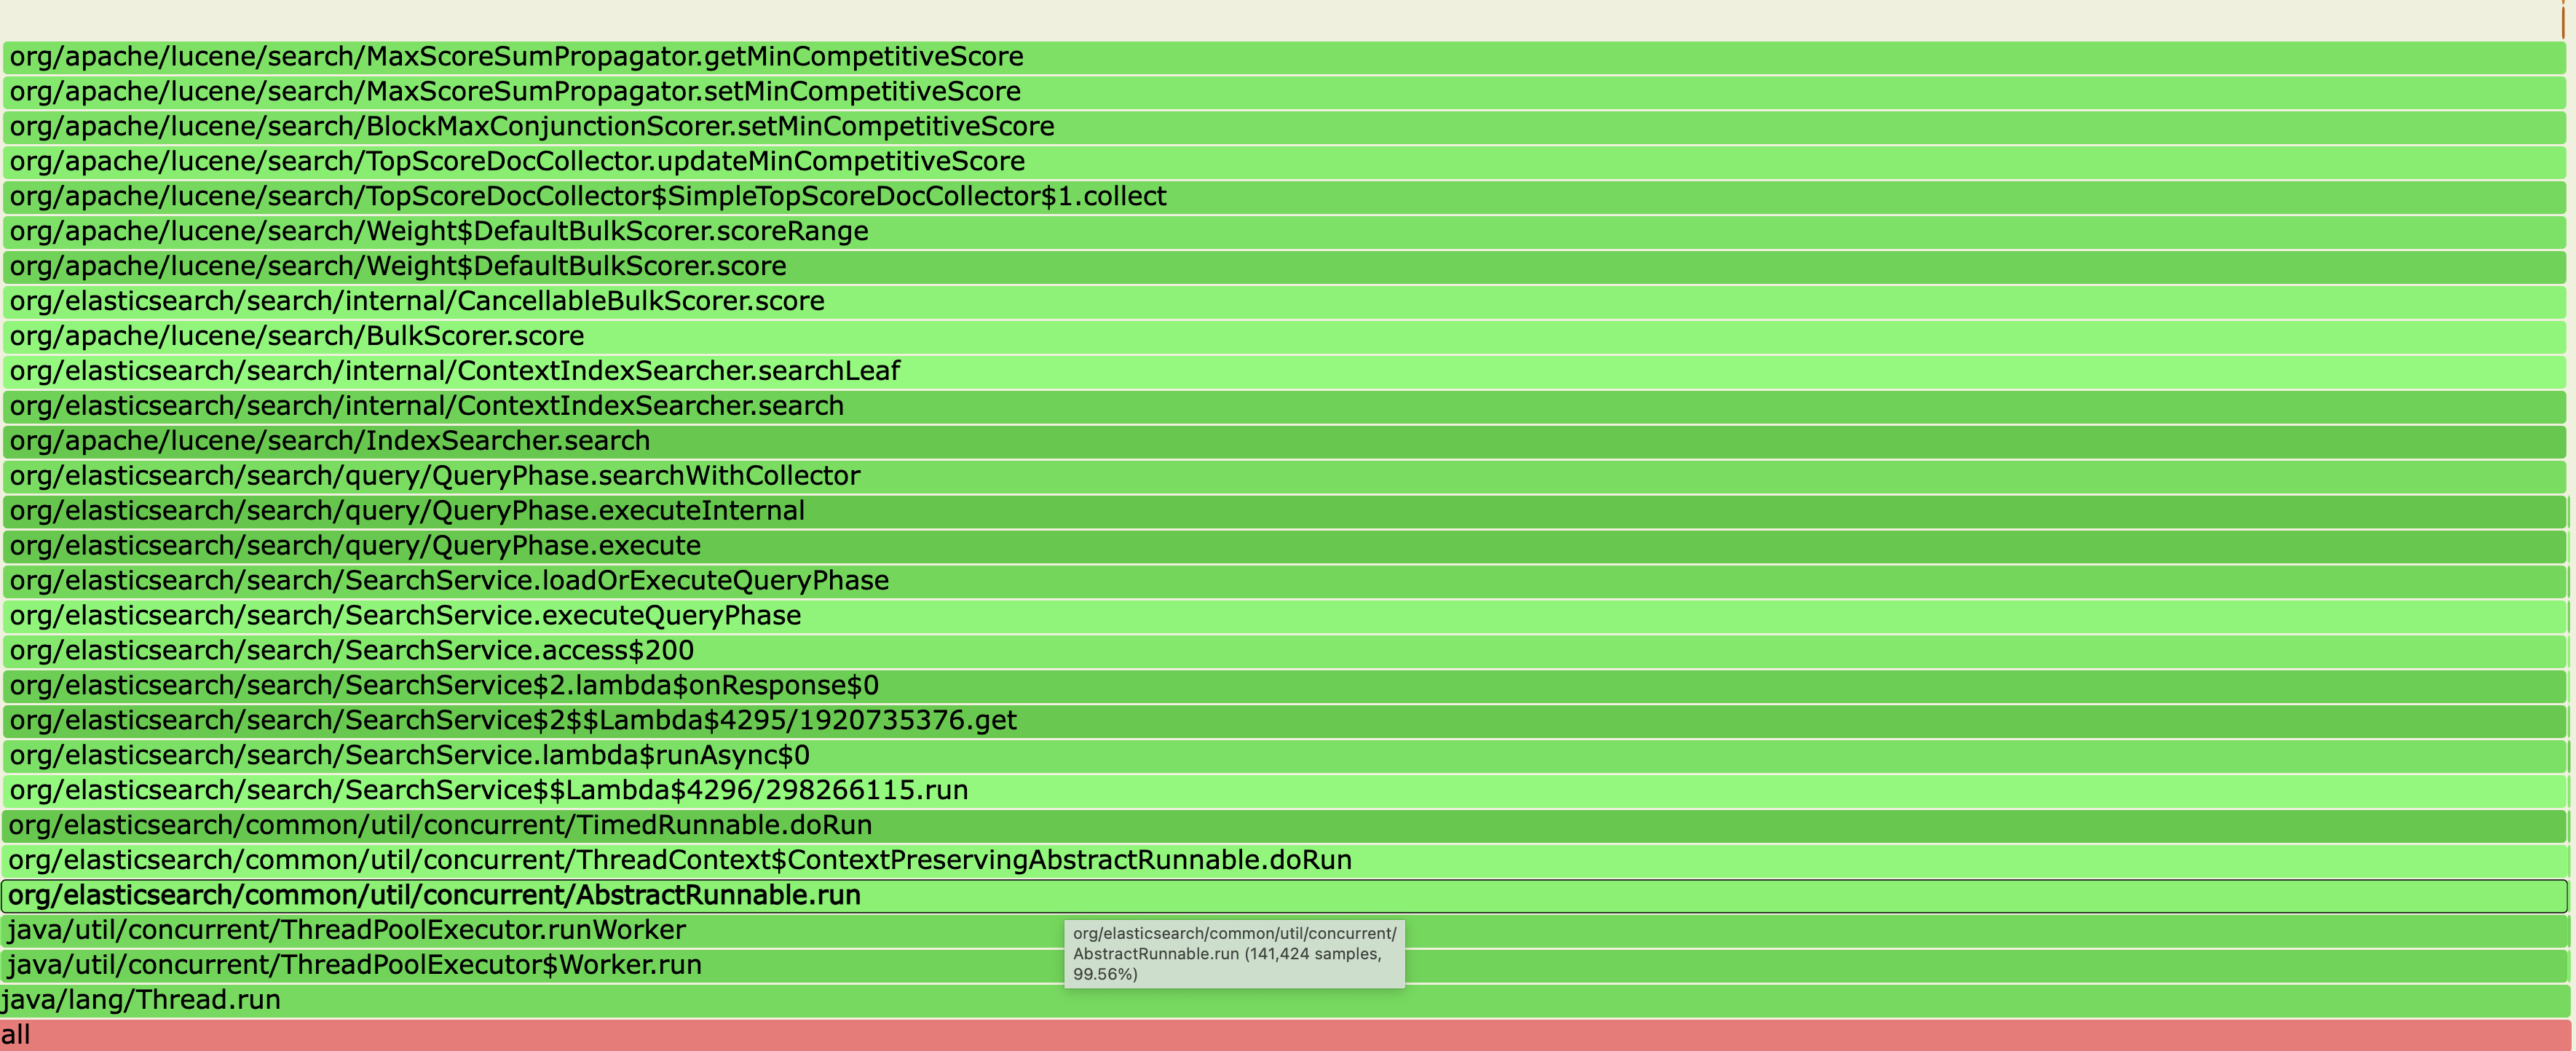 org/apache/lucene/search/MaxScoreSumPropagator.getMinCompetitiveScore
org/apache/lucene/search/MaxScoreSumPropagator.setMinCompetitiveScore
org/apache/lucene/search/BlockMaxConjunctionScorer.setMinCompetitiveScore
org/apache/lucene/search/TopScoreDocCollector.updateMinCompetitiveScore
org/apache/lucene/search/TopScoreDocCollector$SimpleTopScoreDocCollector$1.collect
org/apache/lucene/search/Weight$DefaultBulkScorer.scoreRange
org/apache/lucene/search/Weight$DefaultBulkScorer.score
org/elasticsearch/search/internal/CancellableBulkScorer.score
org/apache/lucene/search/BulkScorer.score
org/elasticsearch/search/internal/ContextIndexSearcher.searchLeaf
org/elasticsearch/search/internal/ContextIndexSearcher.search
org/apache/lucene/search/IndexSearcher.search
org/elasticsearch/search/query/QueryPhase.searchWithCollector
org/elasticsearch/search/query/QueryPhase.executeInternal
org/elasticsearch/search/query/QueryPhase.execute
org/elasticsearch/search/SearchService.loadOrExecuteQueryPhase
org/elasticsearch/search/SearchService.executeQueryPhase
org/elasticsearch/search/SearchService.access$200
org/elasticsearch/search/SearchService$2.lambda$onResponse$0
org/elasticsearch/search/SearchService$2$$Lambda$4295/1920735376.get
org/elasticsearch/search/SearchService.lambda$runAsync$0
org/elasticsearch/search/SearchService$$Lambda$4296/298266115.run
org/elasticsearch/common/util/concurrent/TimedRunnable.doRun
org/elasticsearch/common/util/concurrent/ThreadContext$ContextPreservingAbstractRunnable.doRun
org/elasticsearch/common/util/concurrent/AbstractRunnable.run
java/util/concurrent/ThreadPoolExecutor.runWorker
org/elasticsearch/common/util/concurrent/
AbstractRunnable.run (141,424 samples,
99.56%)
java/util/concurrent/ThreadPoolExecutor$Worker.run
java/lang/Thread.run
all